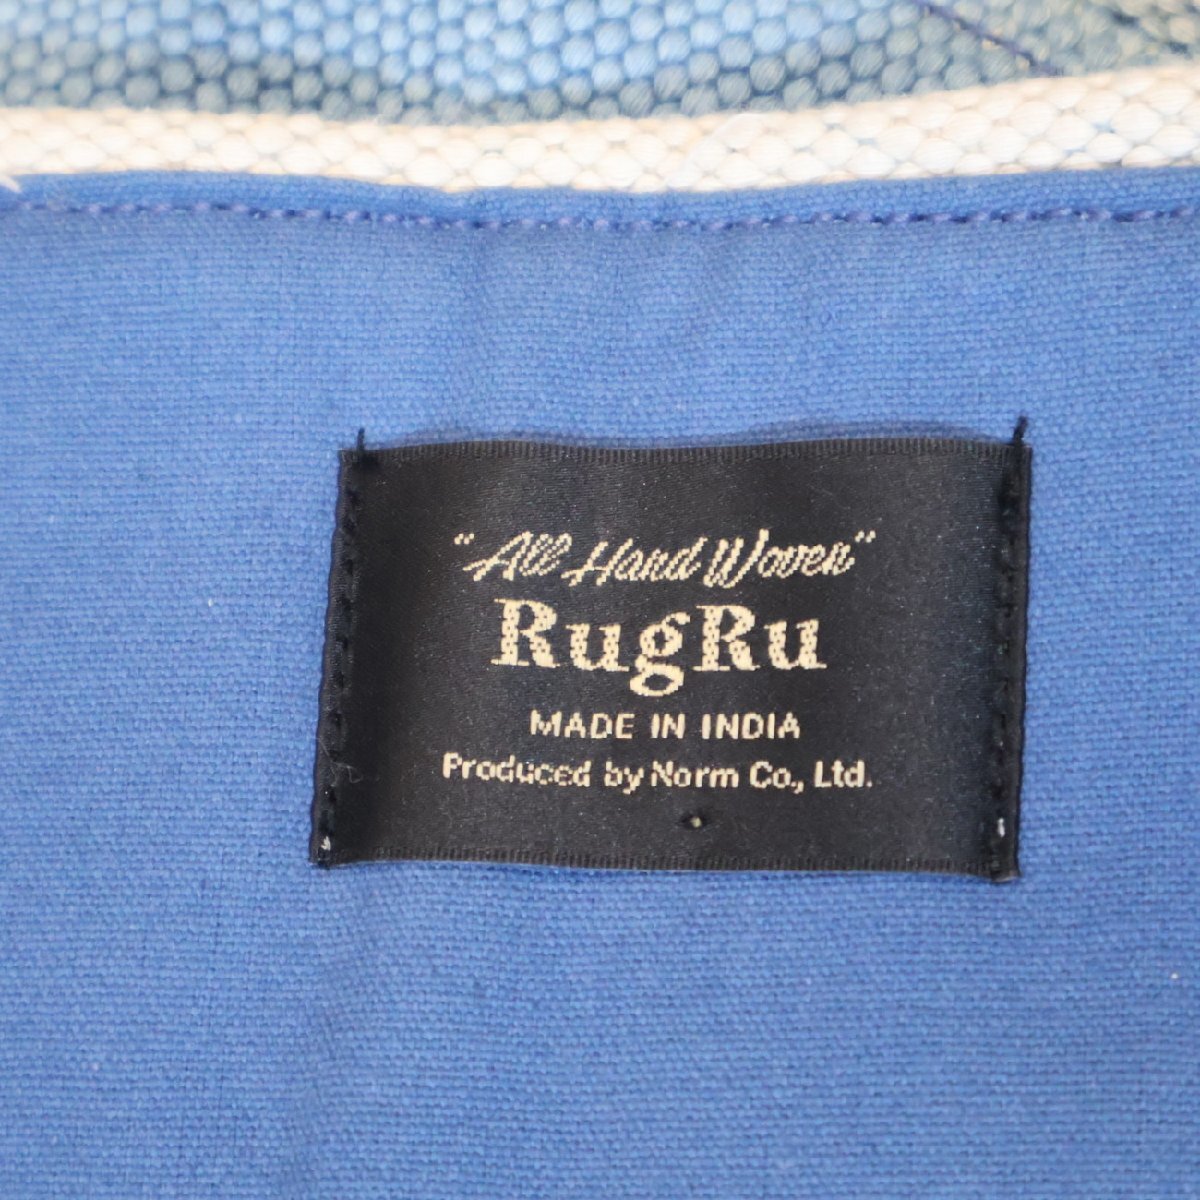 "All Hand Woven"
RugRu
MADE IN INDIA
Produced by Norm Co., Ltd.